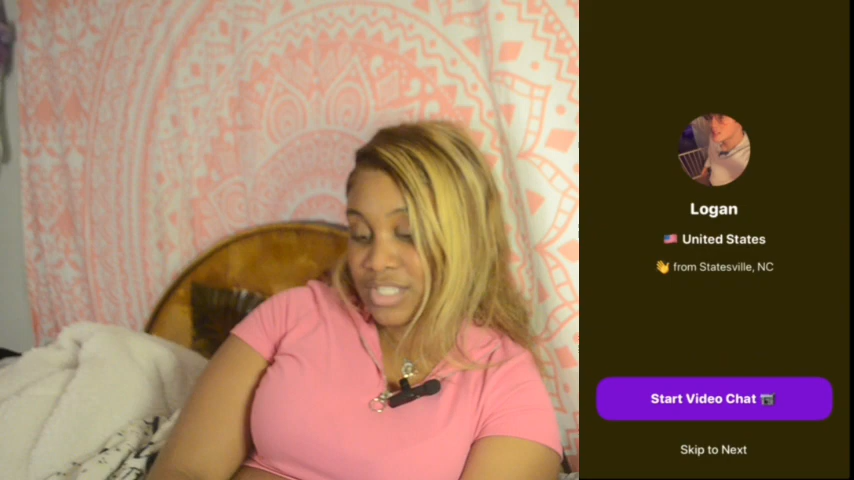 Logan
🇺🇸 United States
👋 from Statesville, NC
Start Video Chat 📹
Skip to Next